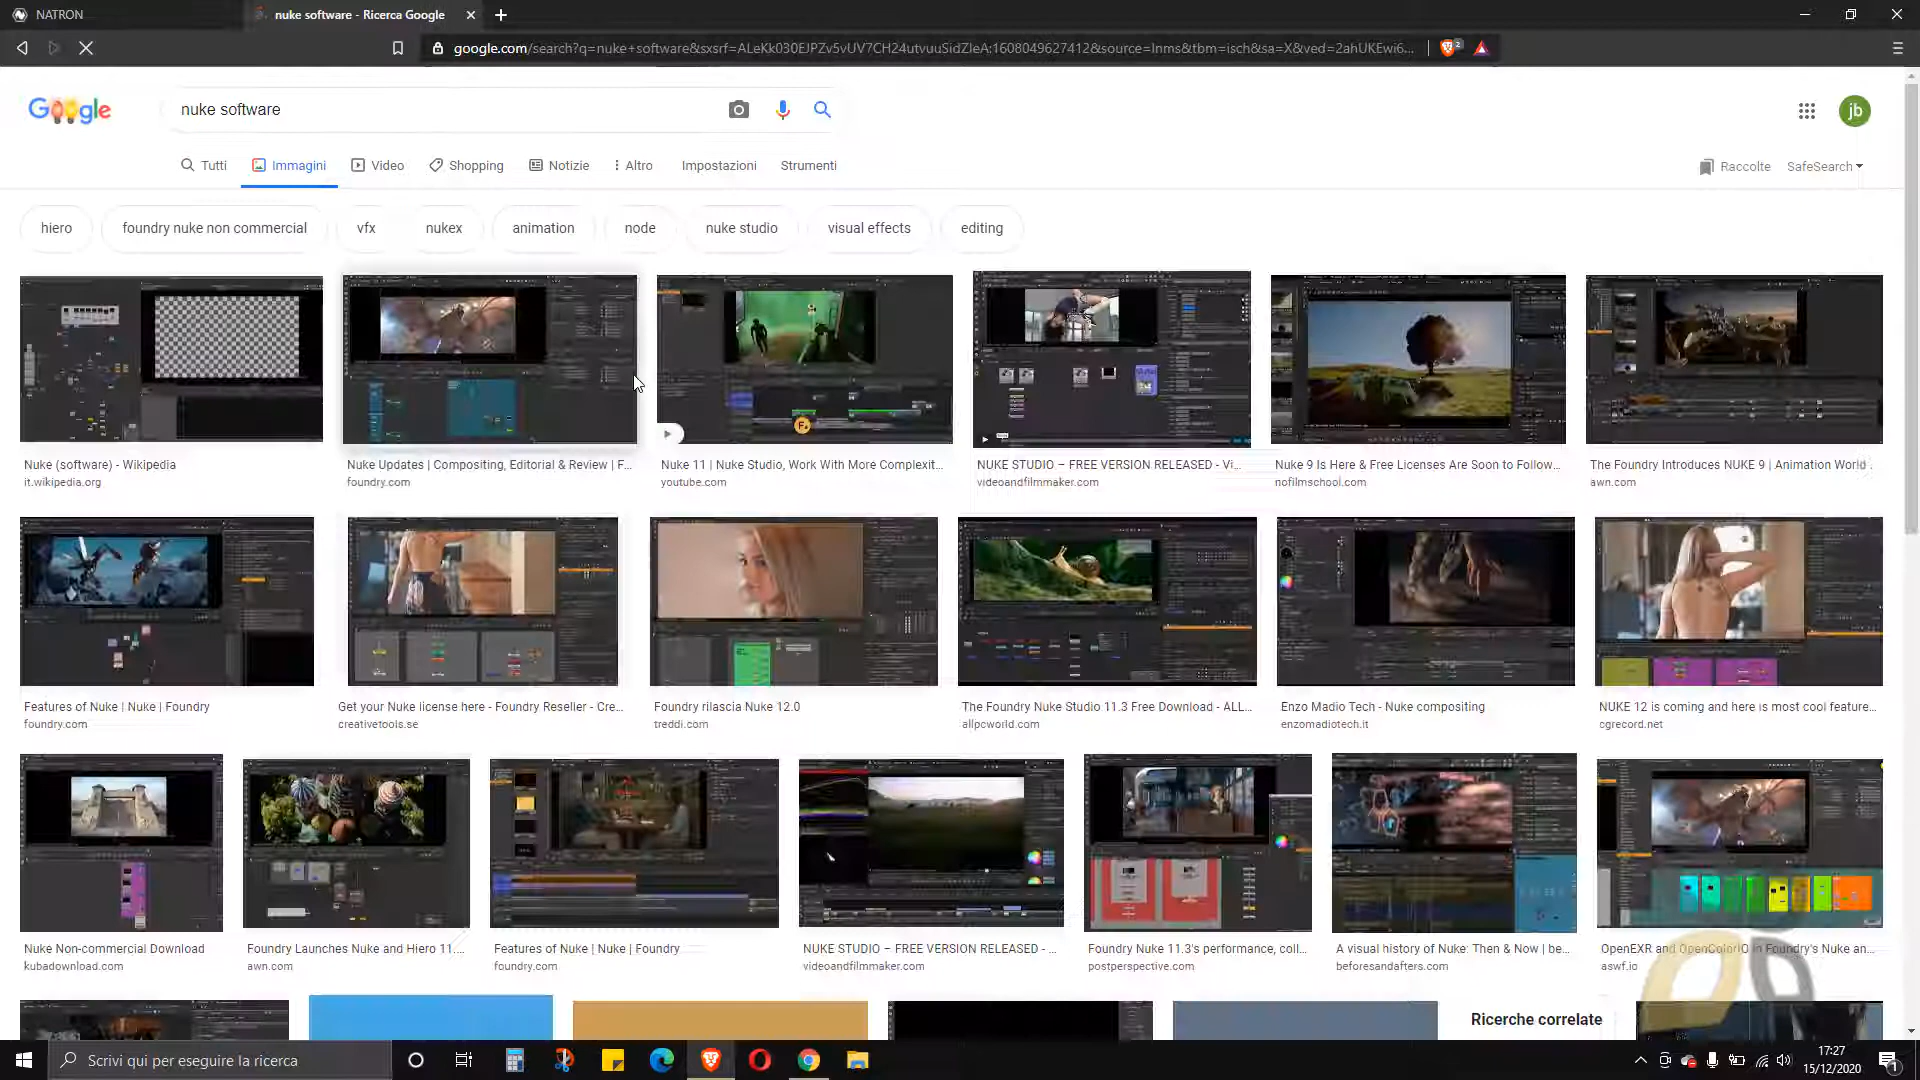 NATRON
nuke software - Ricerca Google
google.com/search?q=nuke+software&sxsrf=ALeKk030EJPZv5vUV7CH24utvuuSidZIeA:1608049627412&source=lnms&tbm=isch&sa=X&ved=2ahUKEwi6...
2
Google
nuke software
jb
Tutti
Immagini
Video
Shopping
Notizie
Altro
Impostazioni
Strumenti
Raccolte
SafeSearch
hiero
foundry nuke non commercial
vfx
nukex
animation
node
nuke studio
visual effects
editing
Nuke (software) - Wikipedia
it.wikipedia.org
Nuke Updates | Compositing, Editorial & Review | F...
foundry.com
Nuke 11 | Nuke Studio, Work With More Complexit...
youtube.com
NUKE STUDIO – FREE VERSION RELEASED - Vi...
videoandfilmmaker.com
Nuke 9 Is Here & Free Licenses Are Soon to Follow...
nofilmschool.com
The Foundry Introduces NUKE 9 | Animation World ...
awn.com
Features of Nuke | Nuke | Foundry
foundry.com
Get your Nuke license here - Foundry Reseller - Cre...
creativetools.se
Foundry rilascia Nuke 12.0
treddi.com
The Foundry Nuke Studio 11.3 Free Download - ALL...
allpcworld.com
Enzo Madio Tech - Nuke compositing
enzomadiotech.it
NUKE 12 is coming and here is most cool feature...
cgrecord.net
Nuke Non-commercial Download
kubadownload.com
Foundry Launches Nuke and Hiero 11....
awn.com
Features of Nuke | Nuke | Foundry
foundry.com
NUKE STUDIO – FREE VERSION RELEASED - ...
videoandfilmmaker.com
Foundry Nuke 11.3's performance, coll...
postperspective.com
A visual history of Nuke: Then & Now | be...
beforesandafters.com
OpenEXR and OpenColorIO in Foundry's Nuke an...
aswf.io
Ricerche correlate
Scrivi qui per eseguire la ricerca
17:27
15/12/2020
1